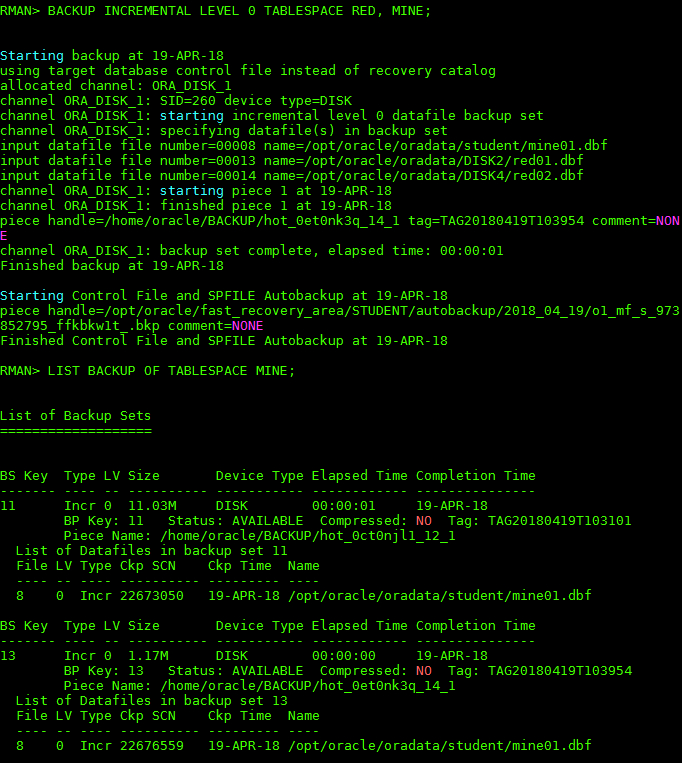 RMAN> BACKUP INCREMENTAL LEVEL 0 TABLESPACE RED, MINE;
Starting backup at 19-APR-18
using target database control file instead of recovery catalog
allocated channel: ORA_DISK_1
channel ORA_DISK_1: SID=260 device type=DISK
channel ORA_DISK_1: starting incremental level 0 datafile backup set
channel ORA_DISK_1: specifying datafile(s) in backup set
input datafile file number=00008 name=/opt/oracle/oradata/student/mine01.dbf
input datafile file number=00013 name=/opt/oracle/oradata/DISK2/red01.dbf
input datafile file number=00014 name=/opt/oracle/oradata/DISK4/red02.dbf
channel ORA_DISK_1: starting piece 1 at 19-APR-18
channel ORA_DISK_1: finished piece 1 at 19-APR-18
piece handle=/home/oracle/BACKUP/hot_0et0nk3q_14_1 tag=TAG20180419T103954 comment=NON
E
channel ORA_DISK_1: backup set complete, elapsed time: 00:00:01
Finished backup at 19-APR-18
Starting Control File and SPFILE Autobackup at 19-APR-18
piece handle=/opt/oracle/fast_recovery_area/STUDENT/autobackup/2018_04_19/o1_mf_s_973
852795_ffkbkw1t_.bkp comment=NONE
Finished Control File and SPFILE Autobackup at 19-APR-18
RMAN> LIST BACKUP OF TABLESPACE MINE;
List of Backup Sets
===================
BS Key  Type LV Size       Device Type Elapsed Time Completion Time
------- ---- -- ---------- ----------- ------------ ---------------
11      Incr 0  11.03M     DISK        00:00:01     19-APR-18
        BP Key: 11   Status: AVAILABLE  Compressed: NO  Tag: TAG20180419T103101
        Piece Name: /home/oracle/BACKUP/hot_0ct0njl1_12_1
  List of Datafiles in backup set 11
  File LV Type Ckp SCN    Ckp Time  Name
  ---- -- ---- ---------- --------- ----
  8    0  Incr 22673050   19-APR-18 /opt/oracle/oradata/student/mine01.dbf
BS Key  Type LV Size       Device Type Elapsed Time Completion Time
------- ---- -- ---------- ----------- ------------ ---------------
13      Incr 0  1.17M      DISK        00:00:00     19-APR-18
        BP Key: 13   Status: AVAILABLE  Compressed: NO  Tag: TAG20180419T103954
        Piece Name: /home/oracle/BACKUP/hot_0et0nk3q_14_1
  List of Datafiles in backup set 13
  File LV Type Ckp SCN    Ckp Time  Name
  ---- -- ---- ---------- --------- ----
  8    0  Incr 22676559   19-APR-18 /opt/oracle/oradata/student/mine01.dbf